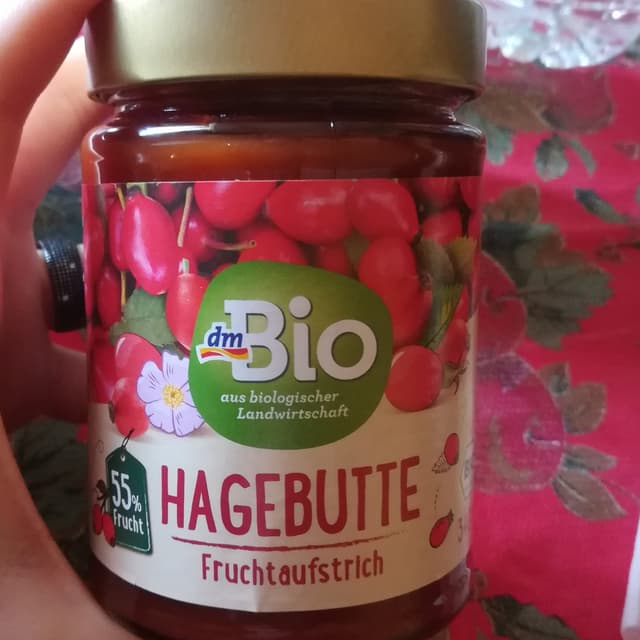 dm
Bio
aus biologischer
Landwirtschaft
55%
Frucht
HAGEBUTTE
Fruchtaufstrich